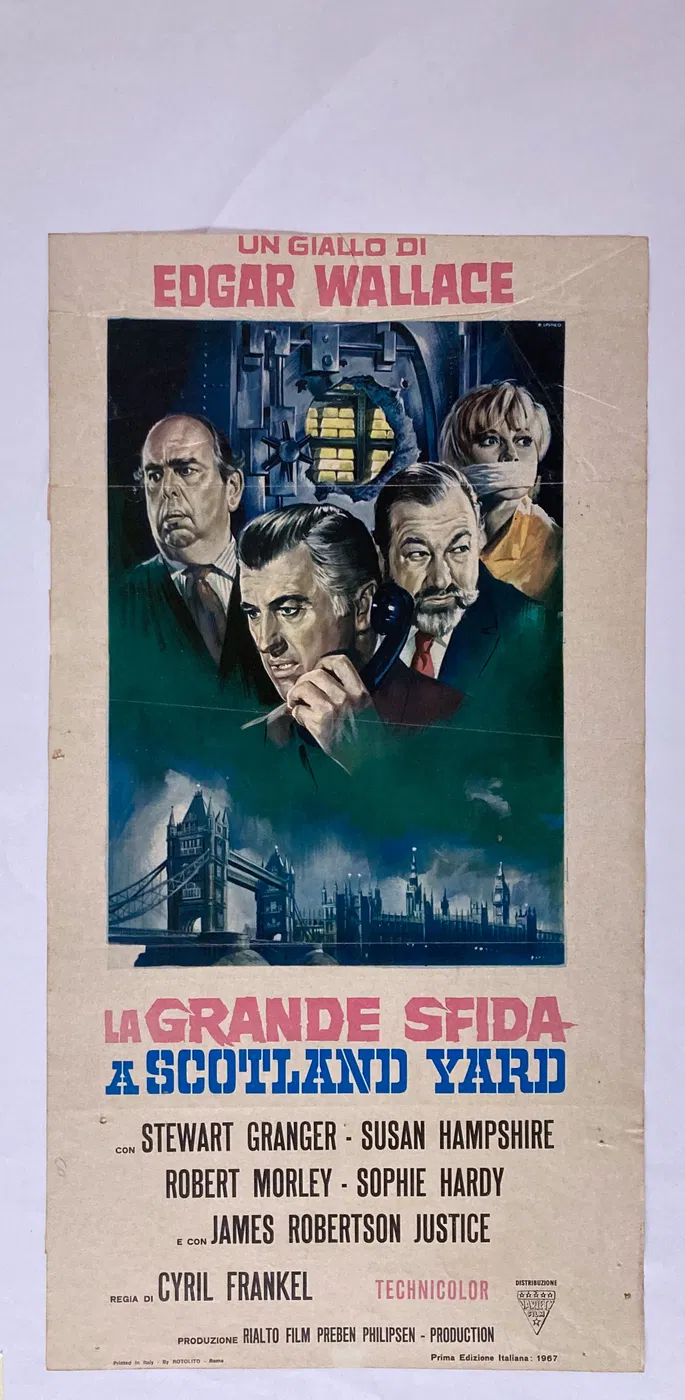 UN GIALLO DI
EDGAR WALLACE
LA GRANDE SFIDA
A SCOTLAND YARD
CON STEWART GRANGER - SUSAN HAMPSHIRE
ROBERT MORLEY - SOPHIE HARDY
E CON JAMES ROBERTSON JUSTICE
REGIA DI CYRIL FRANKEL
TECHNICOLOR
DISTRIBUZIONE
VARIETY
FILM
PRODUZIONE RIALTO FILM PREBEN PHILIPSEN - PRODUCTION
Printed in Italy - By ROTOLITO - Roma
Prima Edizione Italiana: 1967